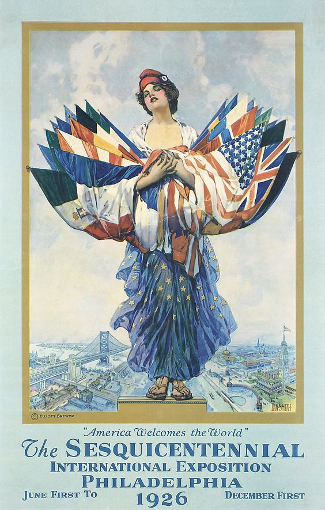 "America Welcomes the World"
The SESQUICENTENNIAL
INTERNATIONAL EXPOSITION
PHILADELPHIA
JUNE FIRST TO 1926 DECEMBER FIRST